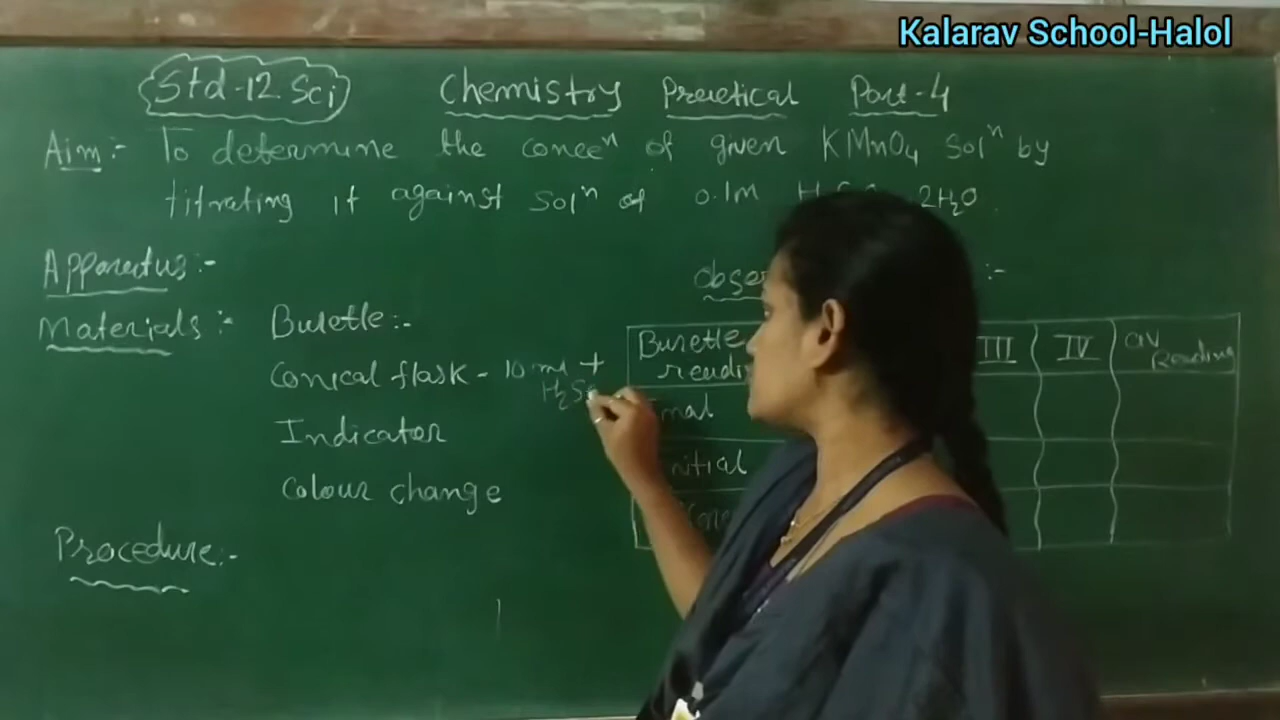 Kalarav School-Halol
Std-12. Sci
Chemistry Practical Part-4
Aim:- To determine the concⁿ of given KMnO₄ Solⁿ by
titrating it against Solⁿ of 0.1M 2H₂O.
Apparatus:-
Materials:- Burette:-
Conical flask - 10 ml +
H₂S
Indicator
Colour change
Procedure:-
Burette III IV av
Reading